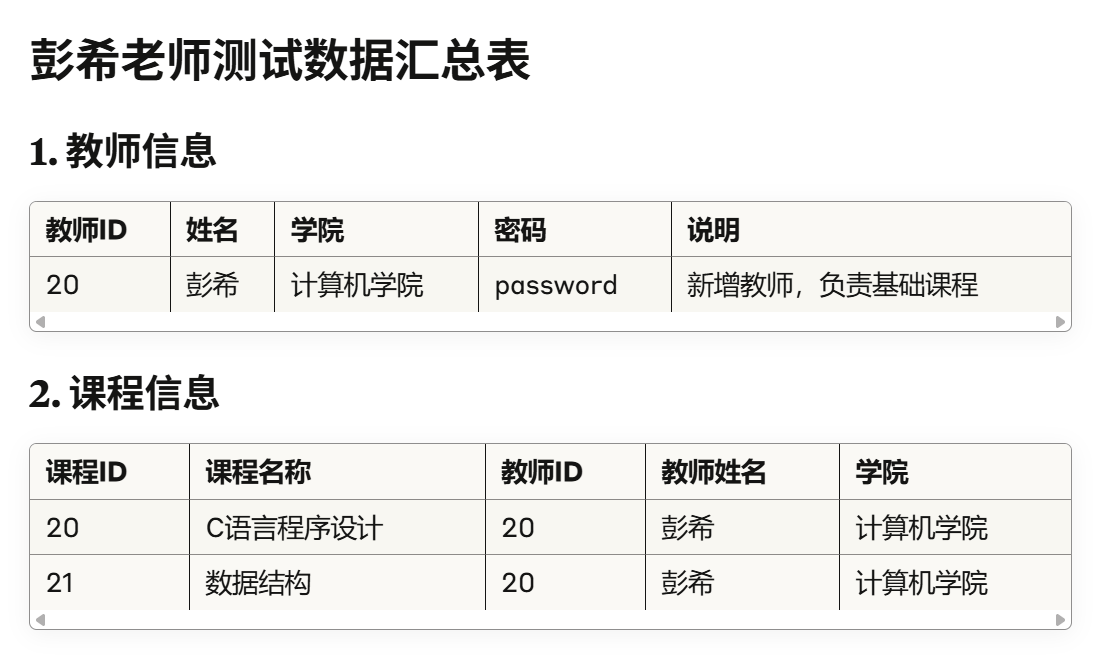 彭希老师测试数据汇总表
1. 教师信息
教师ID 姓名 学院 密码 说明
20 彭希 计算机学院 password 新增教师，负责基础课程
2. 课程信息
课程ID 课程名称 教师ID 教师姓名 学院
20 C语言程序设计 20 彭希 计算机学院
21 数据结构 20 彭希 计算机学院